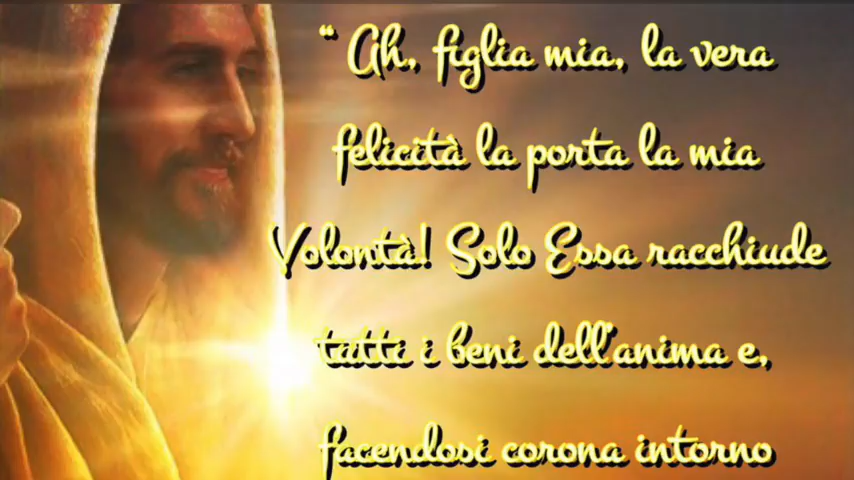 “ Ah, figlia mia, la vera
felicità la porta la mia
Volontà! Solo Essa racchiude
tutti i beni dell'anima e,
facendosi corona intorno